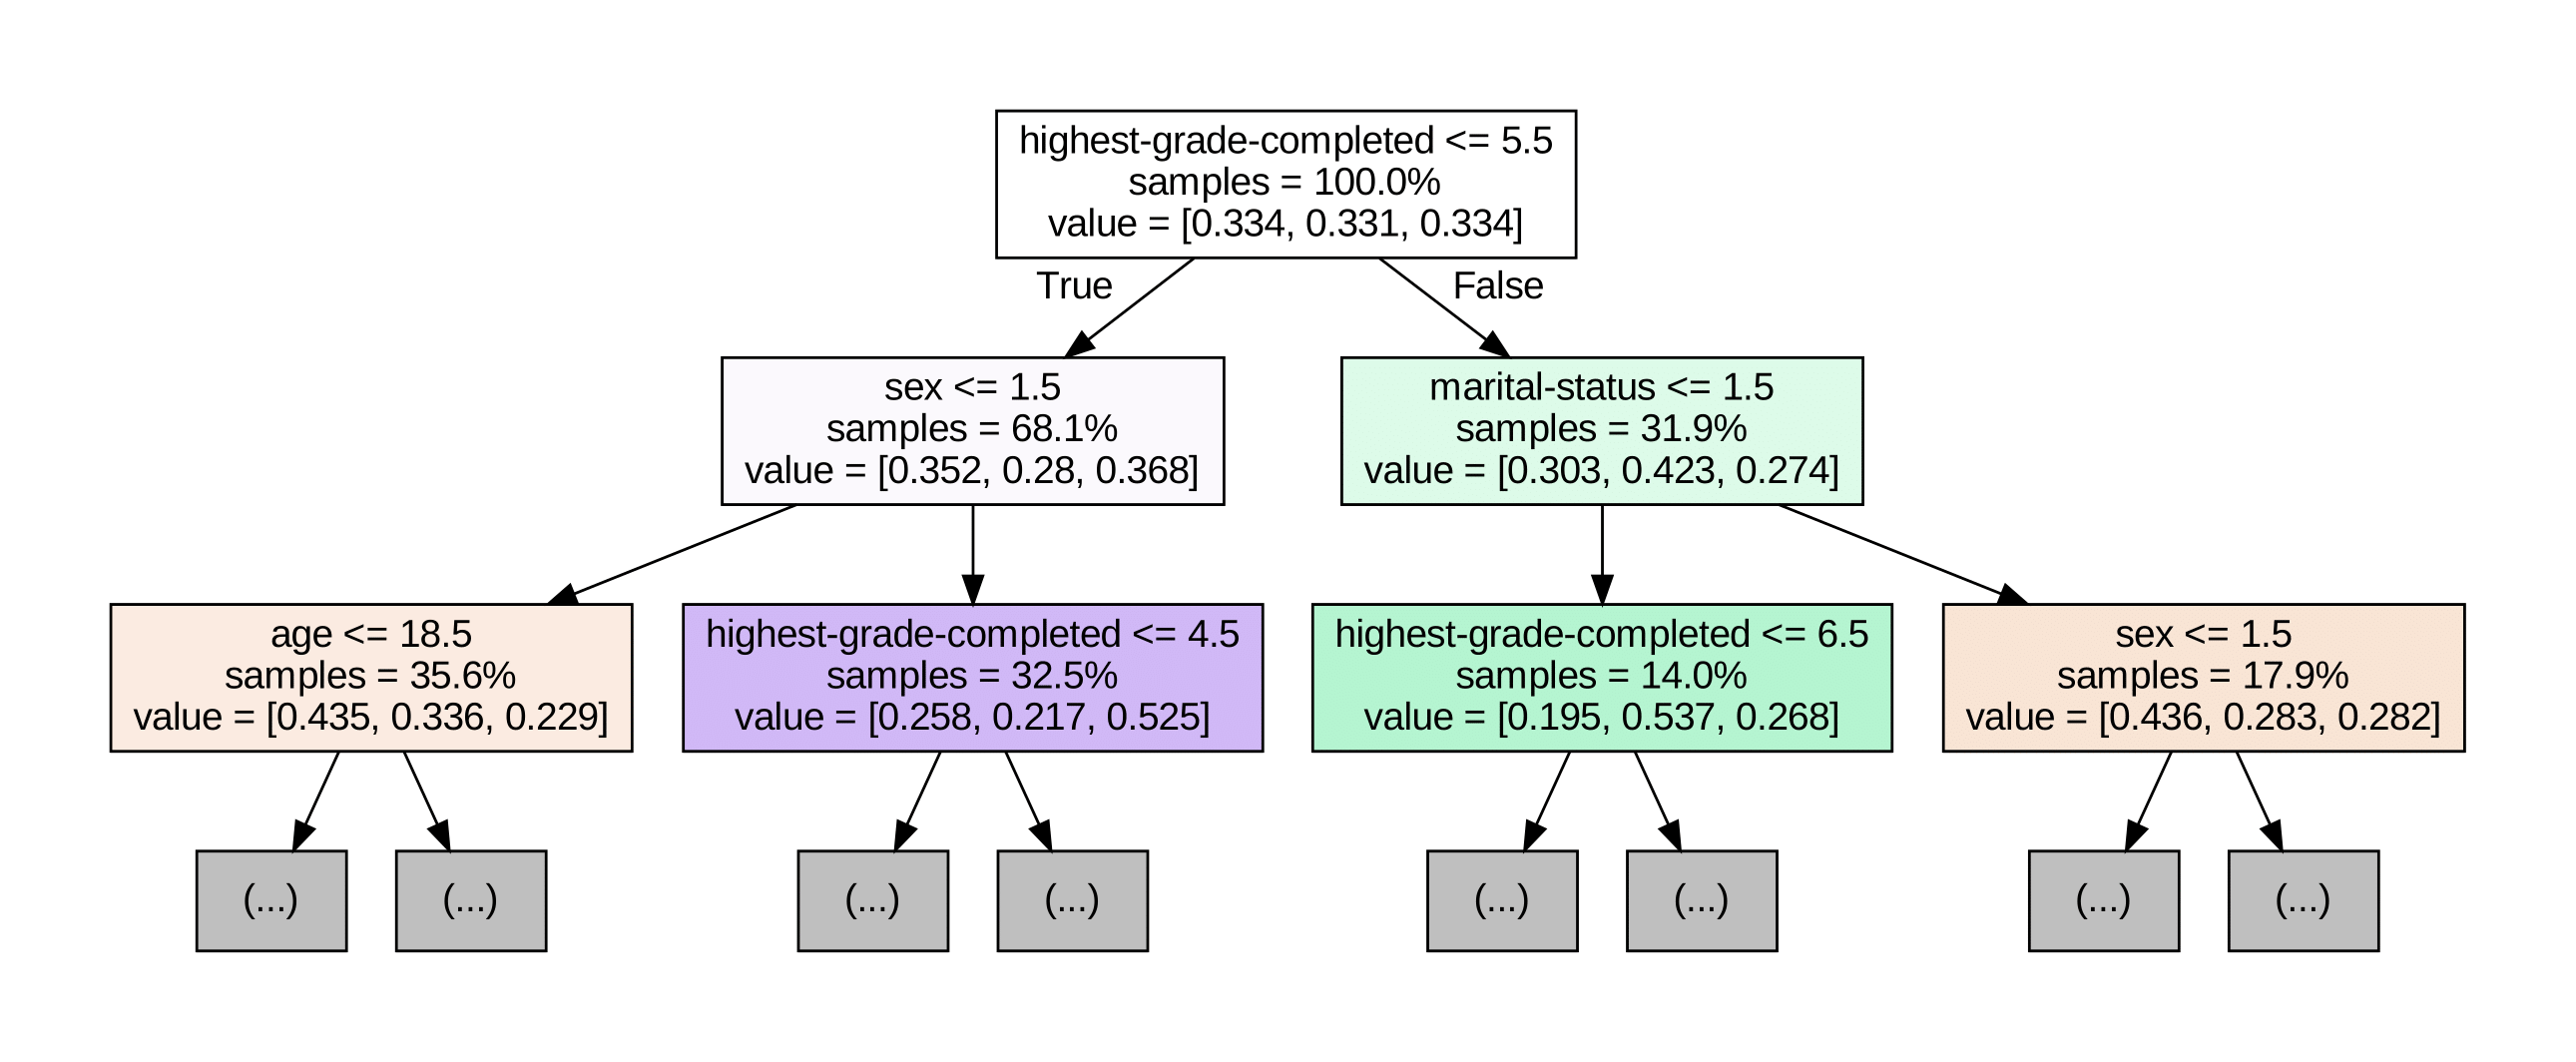 highest-grade-completed <= 5.5
samples = 100.0%
value = [0.334, 0.331, 0.334]
True
False
sex <= 1.5
samples = 68.1%
value = [0.352, 0.28, 0.368]
marital-status <= 1.5
samples = 31.9%
value = [0.303, 0.423, 0.274]
age <= 18.5
samples = 35.6%
value = [0.435, 0.336, 0.229]
highest-grade-completed <= 4.5
samples = 32.5%
value = [0.258, 0.217, 0.525]
highest-grade-completed <= 6.5
samples = 14.0%
value = [0.195, 0.537, 0.268]
sex <= 1.5
samples = 17.9%
value = [0.436, 0.283, 0.282]
(...)
(...)
(...)
(...)
(...)
(...)
(...)
(...)